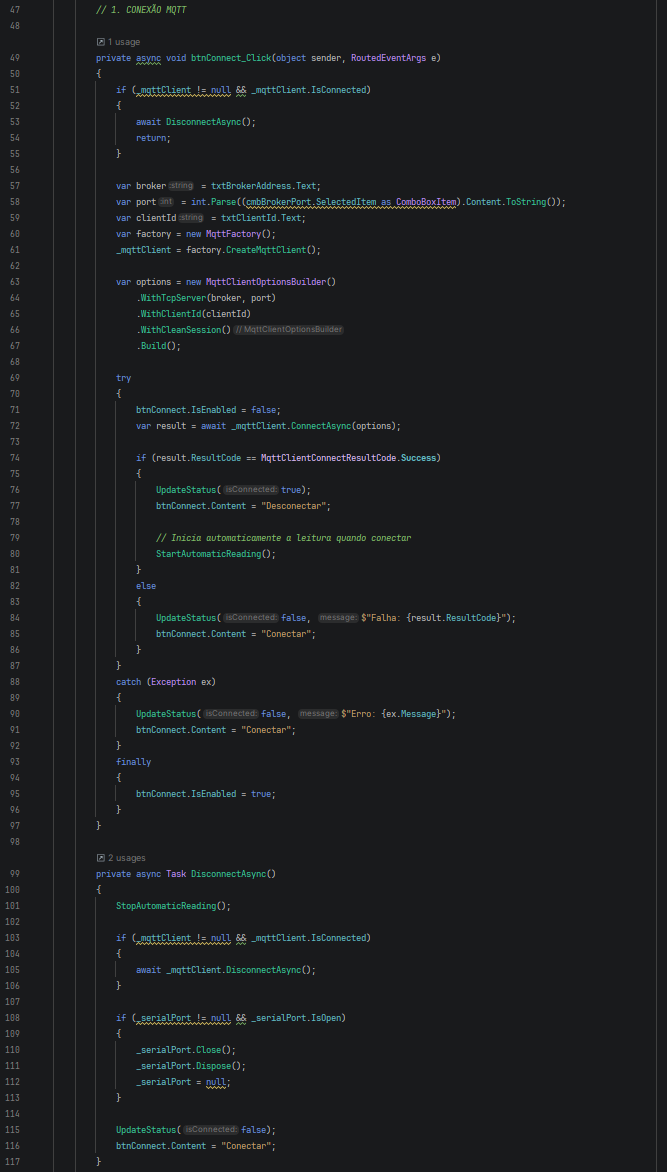 47 // 1. CONEXÃO MQTT
48
1 usage
49 private async void btnConnect_Click(object sender, RoutedEventArgs e)
50 {
51 if (_mqttClient != null && _mqttClient.IsConnected)
52 {
53 await DisconnectAsync();
54 return;
55 }
56
57 var broker :string = txtBrokerAddress.Text;
58 var port :int = int.Parse((cmbBrokerPort.SelectedItem as ComboBoxItem).Content.ToString());
59 var clientId :string = txtClientId.Text;
60 var factory = new MqttFactory();
61 _mqttClient = factory.CreateMqttClient();
62
63 var options = new MqttClientOptionsBuilder()
64 .WithTcpServer(broker, port)
65 .WithClientId(clientId)
66 .WithCleanSession() // MqttClientOptionsBuilder
67 .Build();
68
69 try
70 {
71 btnConnect.IsEnabled = false;
72 var result = await _mqttClient.ConnectAsync(options);
73
74 if (result.ResultCode == MqttClientConnectResultCode.Success)
75 {
76 UpdateStatus( isConnected: true);
77 btnConnect.Content = "Desconectar";
78
79 // Inicia automaticamente a leitura quando conectar
80 StartAutomaticReading();
81 }
82 else
83 {
84 UpdateStatus( isConnected: false, message: $"Falha: {result.ResultCode}");
85 btnConnect.Content = "Conectar";
86 }
87 }
88 catch (Exception ex)
89 {
90 UpdateStatus( isConnected: false, message: $"Erro: {ex.Message}");
91 btnConnect.Content = "Conectar";
92 }
93 finally
94 {
95 btnConnect.IsEnabled = true;
96 }
97 }
98
2 usages
99 private async Task DisconnectAsync()
100 {
101 StopAutomaticReading();
102
103 if (_mqttClient != null && _mqttClient.IsConnected)
104 {
105 await _mqttClient.DisconnectAsync();
106 }
107
108 if (_serialPort != null && _serialPort.IsOpen)
109 {
110 _serialPort.Close();
111 _serialPort.Dispose();
112 _serialPort = null;
113 }
114
115 UpdateStatus( isConnected: false);
116 btnConnect.Content = "Conectar";
117 }